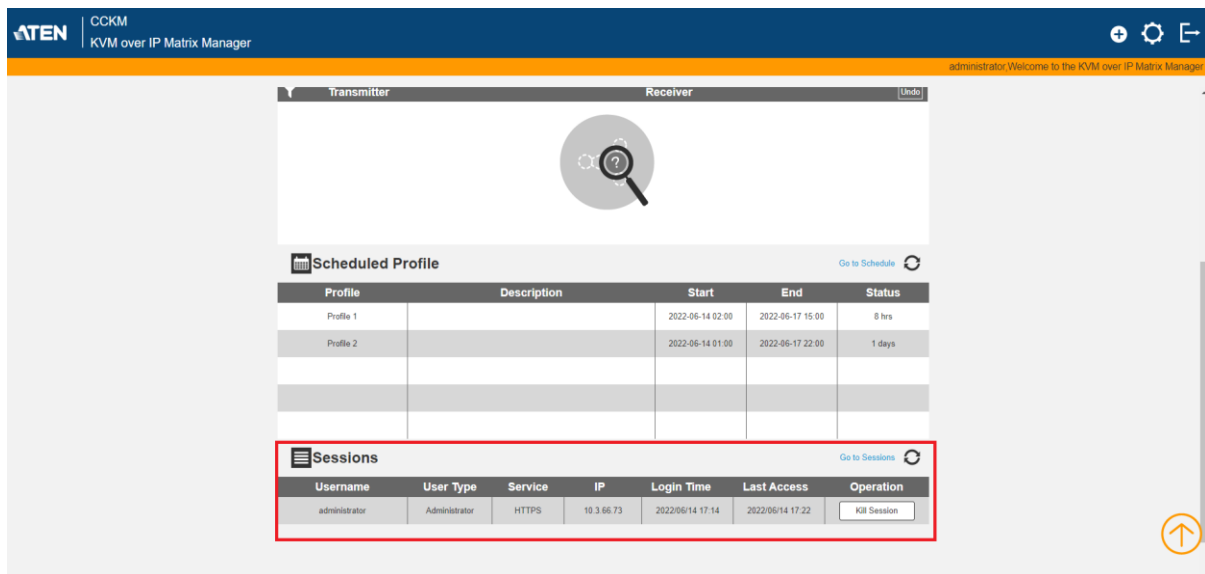 ATEN
CCKM
KVM over IP Matrix Manager
administrator,Welcome to the KVM over IP Matrix Manager
Transmitter Receiver Undo
?
Scheduled Profile Go to Schedule
Profile Description Start End Status
Profile 1 2022-06-14 02:00 2022-06-17 15:00 8 hrs
Profile 2 2022-06-14 01:00 2022-06-17 22:00 1 days
Sessions Go to Sessions
Username User Type Service IP Login Time Last Access Operation
administrator Administrator HTTPS 10.3.66.73 2022/06/14 17:14 2022/06/14 17:22 Kill Session